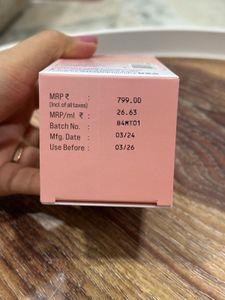 MRP ₹ : 799.00
(Incl. of all taxes)
MRP/ml ₹ : 26.63
Batch No. : B4MT01
Mfg. Date : 03/24
Use Before : 03/26